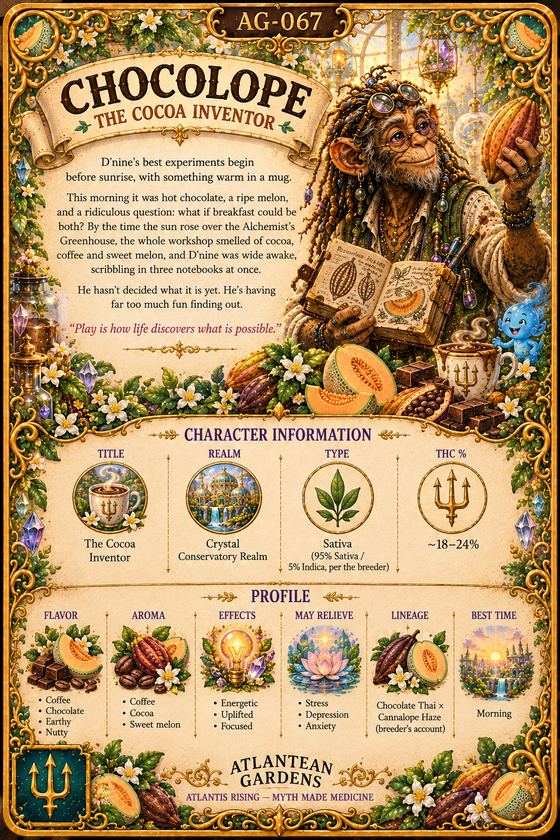 AG-067
CHOCOLOPE
THE COCOA INVENTOR
D'nine's best experiments begin
before sunrise, with something warm in a mug.
This morning it was hot chocolate, a ripe melon,
and a ridiculous question: what if breakfast could be
both? By the time the sun rose over the Alchemist's
Greenhouse, the whole workshop smelled of cocoa,
coffee and sweet melon, and D'nine was wide awake,
scribbling in three notebooks at once.
He hasn't decided what it is yet. He's having
far too much fun finding out.
"Play is how life discovers what is possible."
CHARACTER INFORMATION
TITLE
The Cocoa
Inventor
REALM
Crystal
Conservatory Realm
TYPE
Sativa
(95% Sativa /
5% Indica, per the breeder)
THC %
~18–24%
PROFILE
FLAVOR
• Coffee
• Chocolate
• Earthy
• Nutty
AROMA
• Coffee
• Cocoa
• Sweet melon
EFFECTS
• Energetic
• Uplifted
• Focused
MAY RELIEVE
• Stress
• Depression
• Anxiety
LINEAGE
Chocolate Thai ×
Cannalope Haze
(breeder's account)
BEST TIME
Morning
ATLANTEAN
GARDENS
ATLANTIS RISING — MYTH MADE MEDICINE